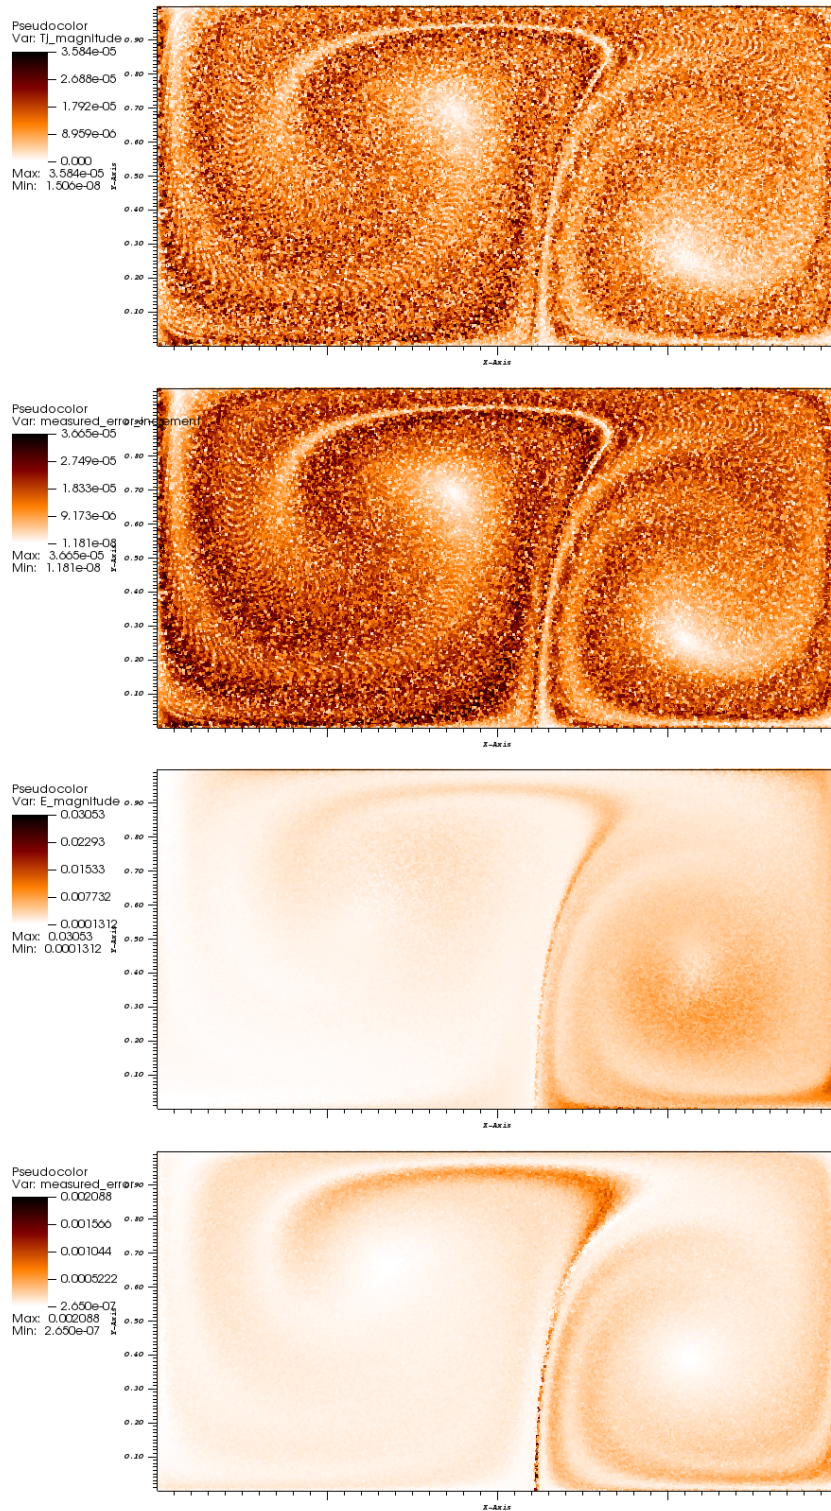 Pseudocolor
Var: Tj_magnitude
3.584e-05
2.688e-05
1.792e-05
8.959e-06
0.000
Max: 3.584e-05
Min: 1.506e-08
0.90
0.80
0.70
0.60
0.50
0.40
0.30
0.20
0.10
Y-Axis
X-Axis
Pseudocolor
Var: measured_error_increment
3.665e-05
2.749e-05
1.833e-05
9.173e-06
1.181e-08
Max: 3.665e-05
Min: 1.181e-08
0.90
0.80
0.70
0.60
0.50
0.40
0.30
0.20
0.10
Y-Axis
X-Axis
Pseudocolor
Var: E_magnitude
0.03053
0.02293
0.01533
0.007732
0.0001312
Max: 0.03053
Min: 0.0001312
0.90
0.80
0.70
0.60
0.50
0.40
0.30
0.20
0.10
Y-Axis
X-Axis
Pseudocolor
Var: measured_error
0.002088
0.001566
0.001044
0.0005222
2.650e-07
Max: 0.002088
Min: 2.650e-07
0.90
0.80
0.70
0.60
0.50
0.40
0.30
0.20
0.10
Y-Axis
X-Axis